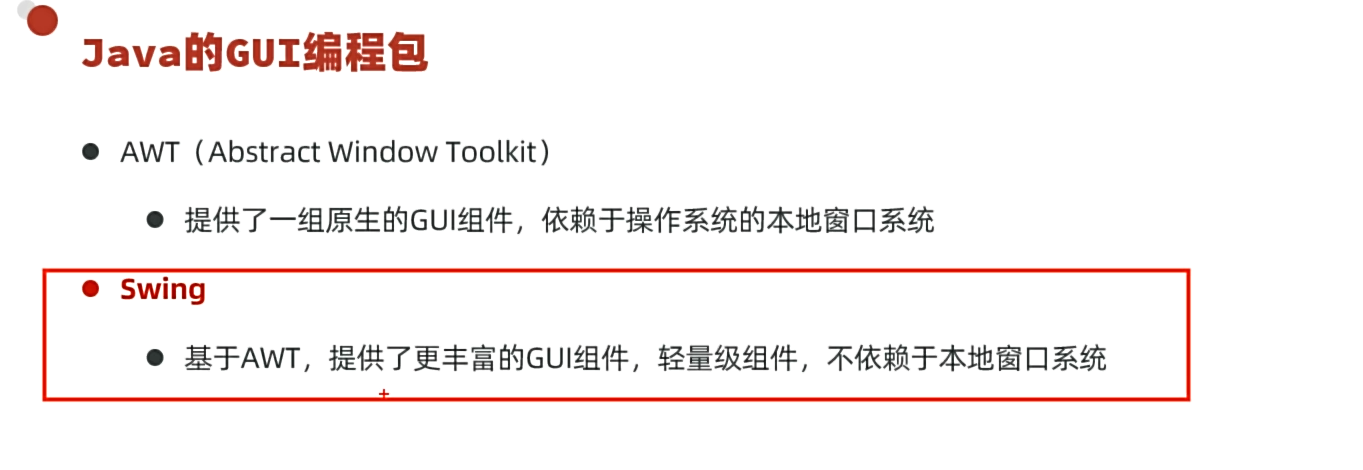 Java的GUI编程包
AWT（Abstract Window Toolkit）
提供了一组原生的GUI组件，依赖于操作系统的本地窗口系统
Swing
基于AWT，提供了更丰富的GUI组件，轻量级组件，不依赖于本地窗口系统